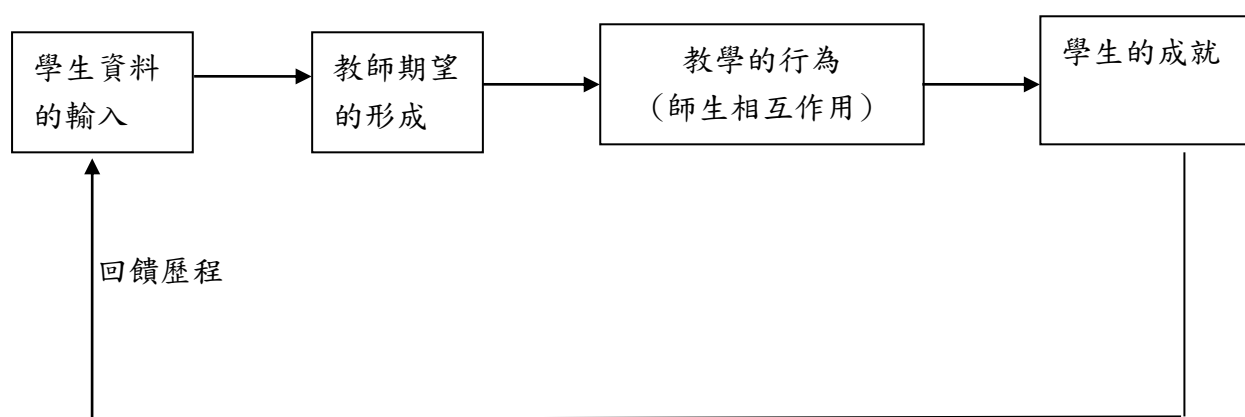 學生資料
的輸入
教師期望
的形成
教學的行為
（師生相互作用）
學生的成就
回饋歷程